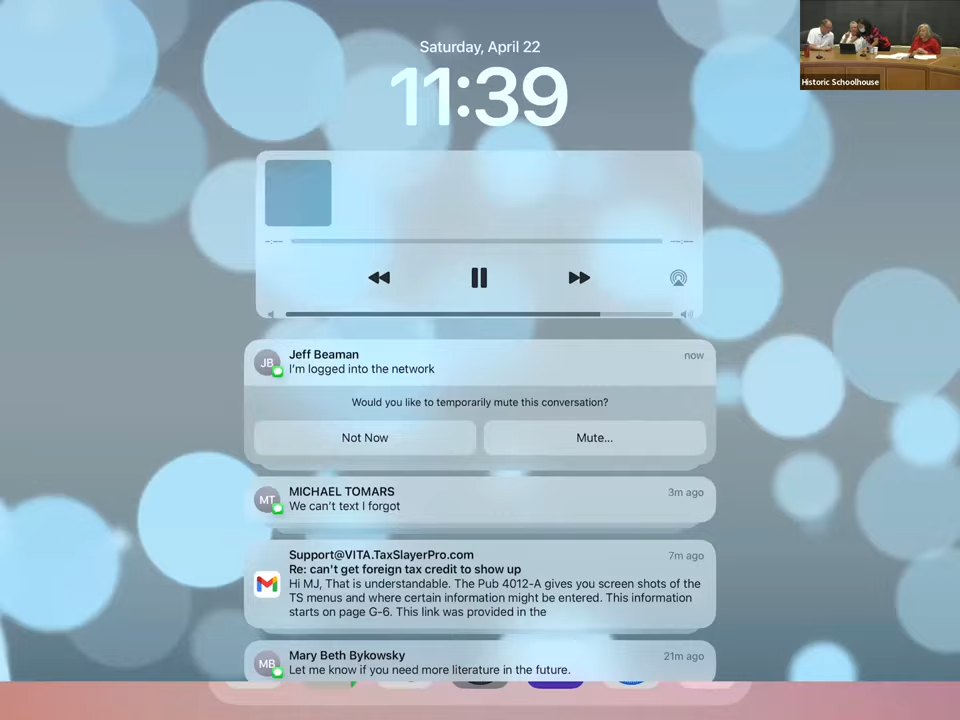 Saturday, April 22
11:39
Historic Schoolhouse
-:--
--:--
JB
Jeff Beaman
now
I'm logged into the network
Would you like to temporarily mute this conversation?
Not Now
Mute...
MT
MICHAEL TOMARS
3m ago
We can't text I forgot
Support@VITA.TaxSlayerPro.com
7m ago
Re: can't get foreign tax credit to show up
Hi MJ, That is understandable. The Pub 4012-A gives you screen shots of the
TS menus and where certain information might be entered. This information
starts on page G-6. This link was provided in the
MB
Mary Beth Bykowsky
21m ago
Let me know if you need more literature in the future.